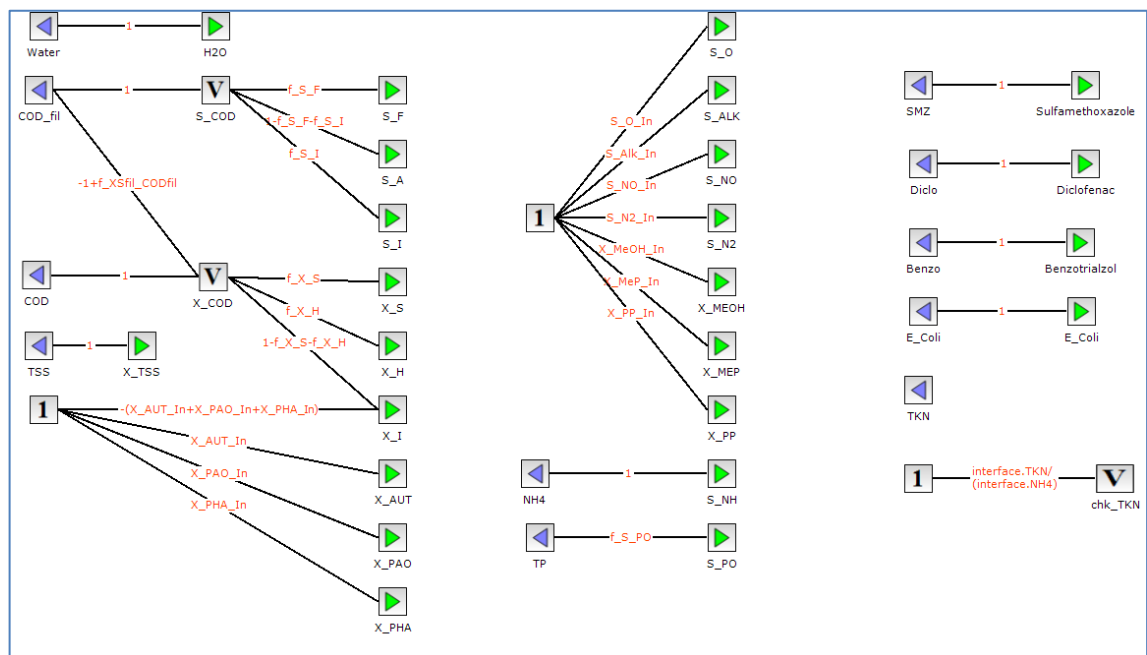 Water
1
H2O
COD_fil
1
V
S_COD
f_S_F
S_F
1-f_S_F-f_S_I
S_A
f_S_I
S_I
-1+f_XSfil_CODfil
COD
1
V
X_COD
f_X_S
X_S
f_X_H
X_H
1-f_X_S-f_X_H
TSS
1
X_TSS
1
-(X_AUT_In+X_PAO_In+X_PHA_In)
X_I
X_AUT_In
X_AUT
X_PAO_In
X_PAO
X_PHA_In
X_PHA
1
S_O_In
S_O
S_Alk_In
S_ALK
S_NO_In
S_NO
S_N2_In
S_N2
X_MeOH_In
X_MEOH
X_MeP_In
X_MEP
X_PP_In
X_PP
NH4
1
S_NH
TP
f_S_PO
S_PO
SMZ
1
Sulfamethoxazole
Diclo
1
Diclofenac
Benzo
1
Benzotrialzol
E_Coli
1
E_Coli
TKN
1
interface.TKN/
(interface.NH4)
V
chk_TKN